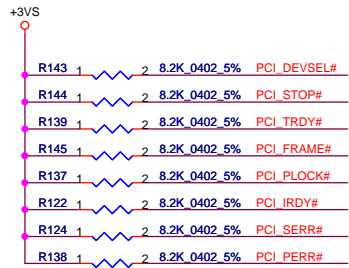 +3VS
R143 1 2 8.2K_0402_5% PCI_DEVSEL#
R144 1 2 8.2K_0402_5% PCI_STOP#
R139 1 2 8.2K_0402_5% PCI_TRDY#
R145 1 2 8.2K_0402_5% PCI_FRAME#
R137 1 2 8.2K_0402_5% PCI_PLOCK#
R122 1 2 8.2K_0402_5% PCI_IRDY#
R124 1 2 8.2K_0402_5% PCI_SERR#
R138 1 2 8.2K_0402_5% PCI_PERR#